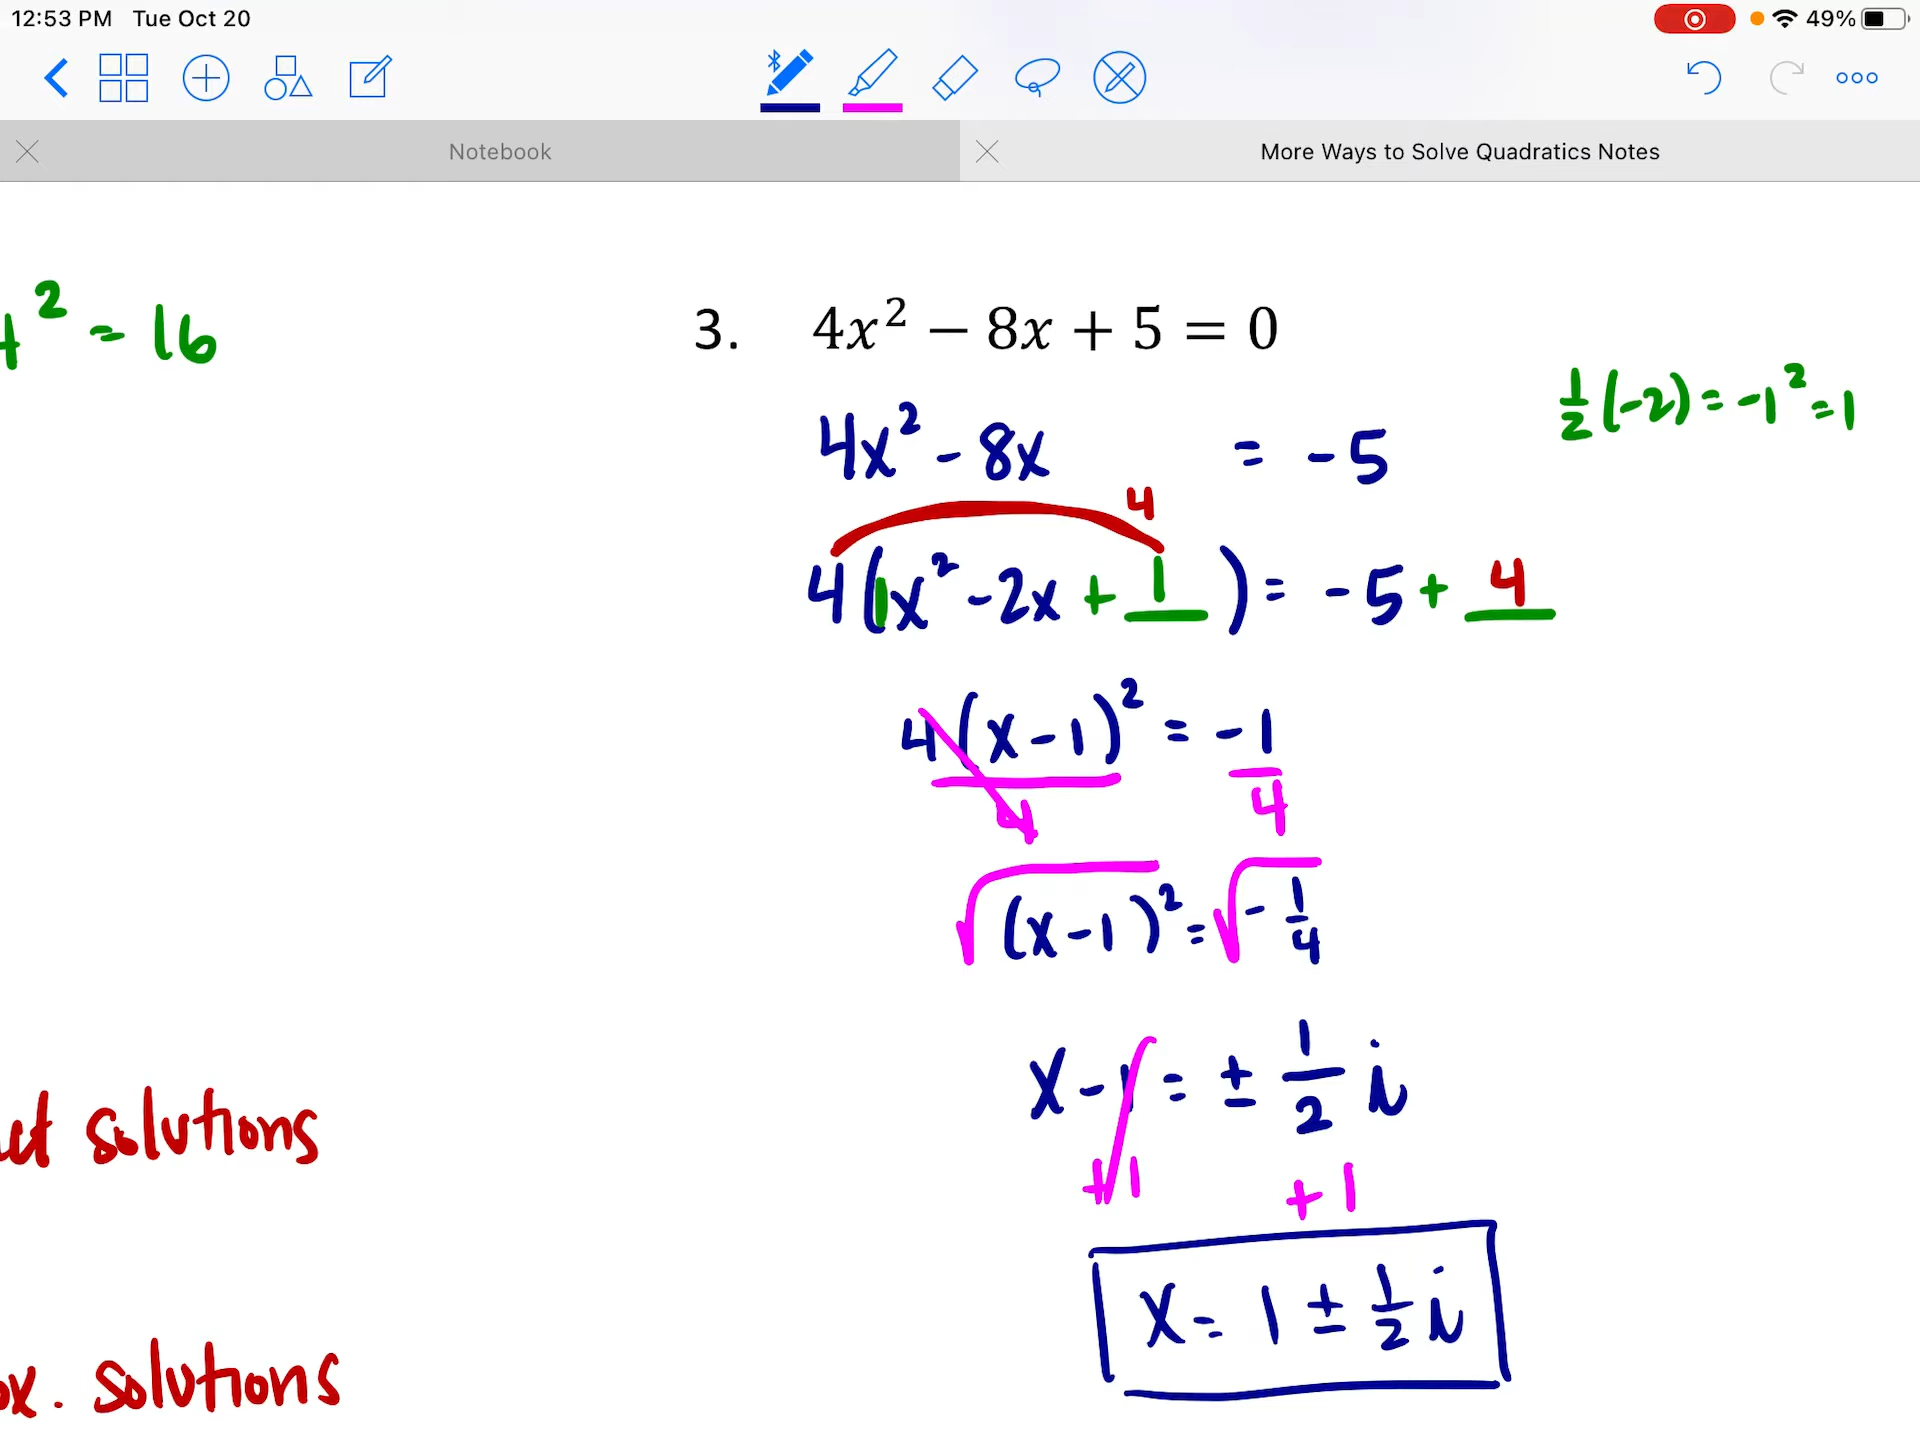 12:53 PM Tue Oct 20
49%
Notebook
More Ways to Solve Quadratics Notes
4² = 16
3. 4x² − 8x + 5 = 0
½(-2) = -1² = 1
4x² - 8x = -5
4
4(1x² - 2x + 1) = -5 + 4
4(x-1)² = -1
4 4
√(x-1)² = √-1/4
x - 1 = ± 1/2 i
+1 +1
x = 1 ± 1/2 i
solutions
solutions